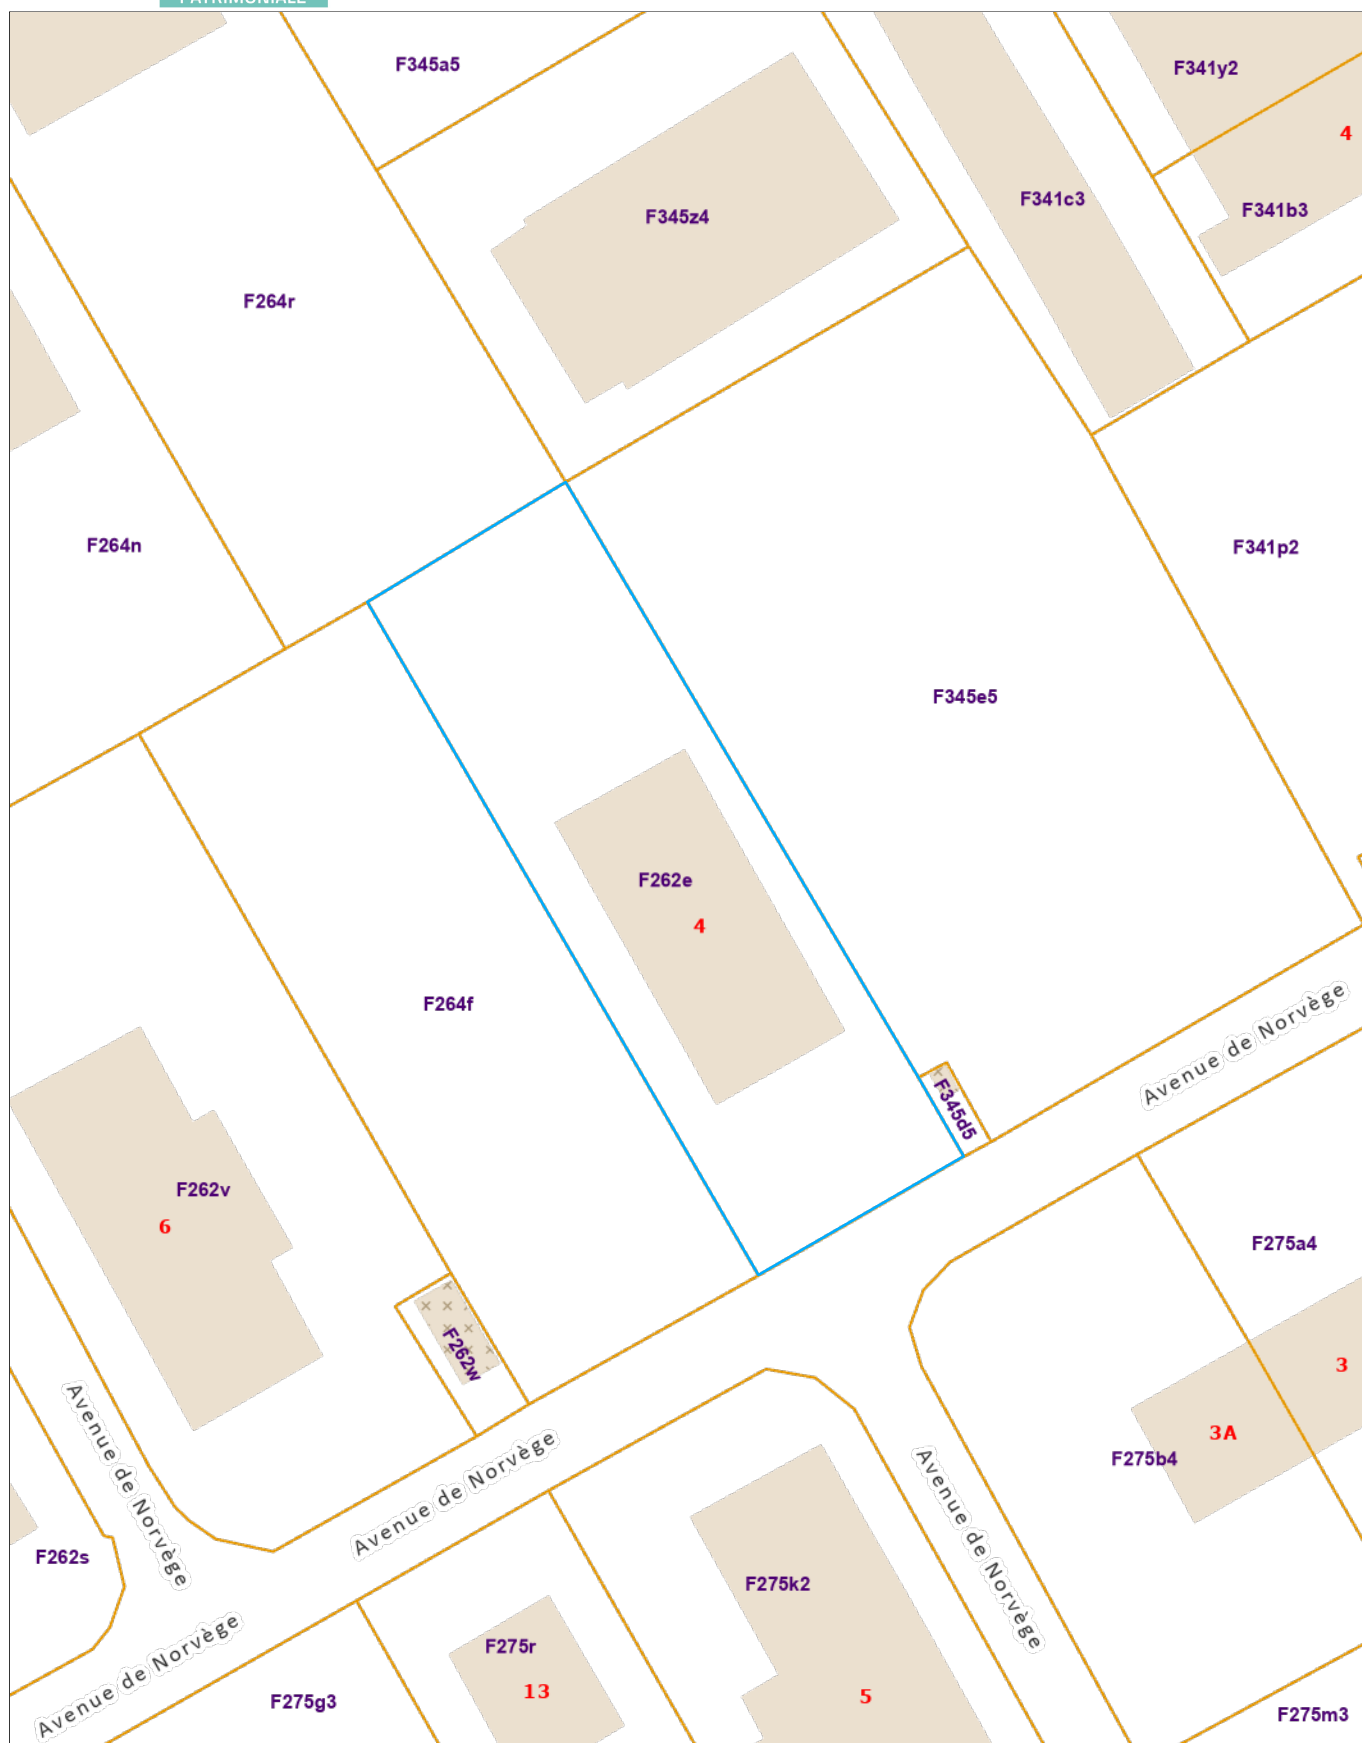 PATRIMONIALE
F345a5
F341y2
4
F341c3
F341b3
F345z4
F264r
F264n
F341p2
F345e5
F262e
4
F264f
Avenue de Norvège
F345d5
F262v
6
F275a4
F262w
3
3A
F275b4
Avenue de Norvège
Avenue de Norvège
Avenue de Norvège
F262s
F275k2
Avenue de Norvège
F275r
13
5
F275g3
F275m3